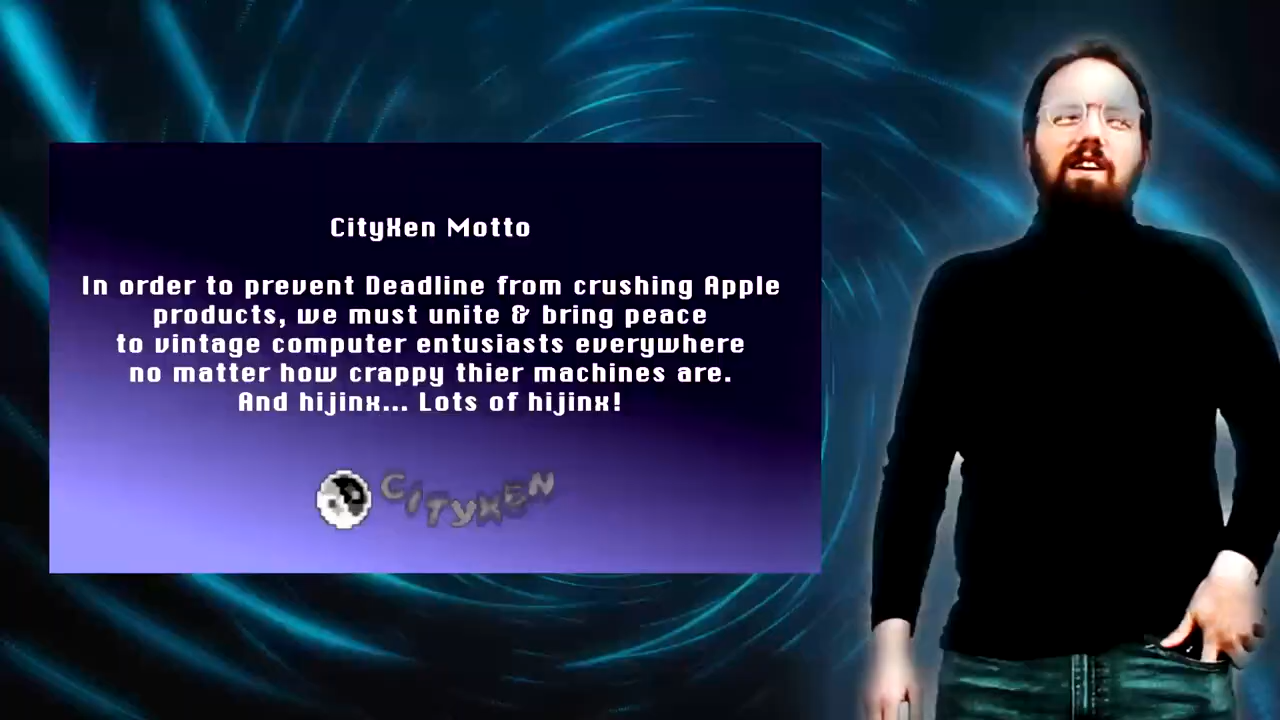 CityXen Motto
In order to prevent Deadline from crushing Apple
products, we must unite & bring peace
to vintage computer entusiasts everywhere
no matter how crappy thier machines are.
And hijinx... Lots of hijinx!
CITYXEN